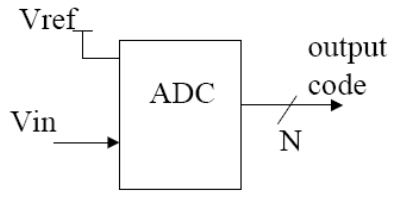 Vref
output
code
ADC
Vin
N